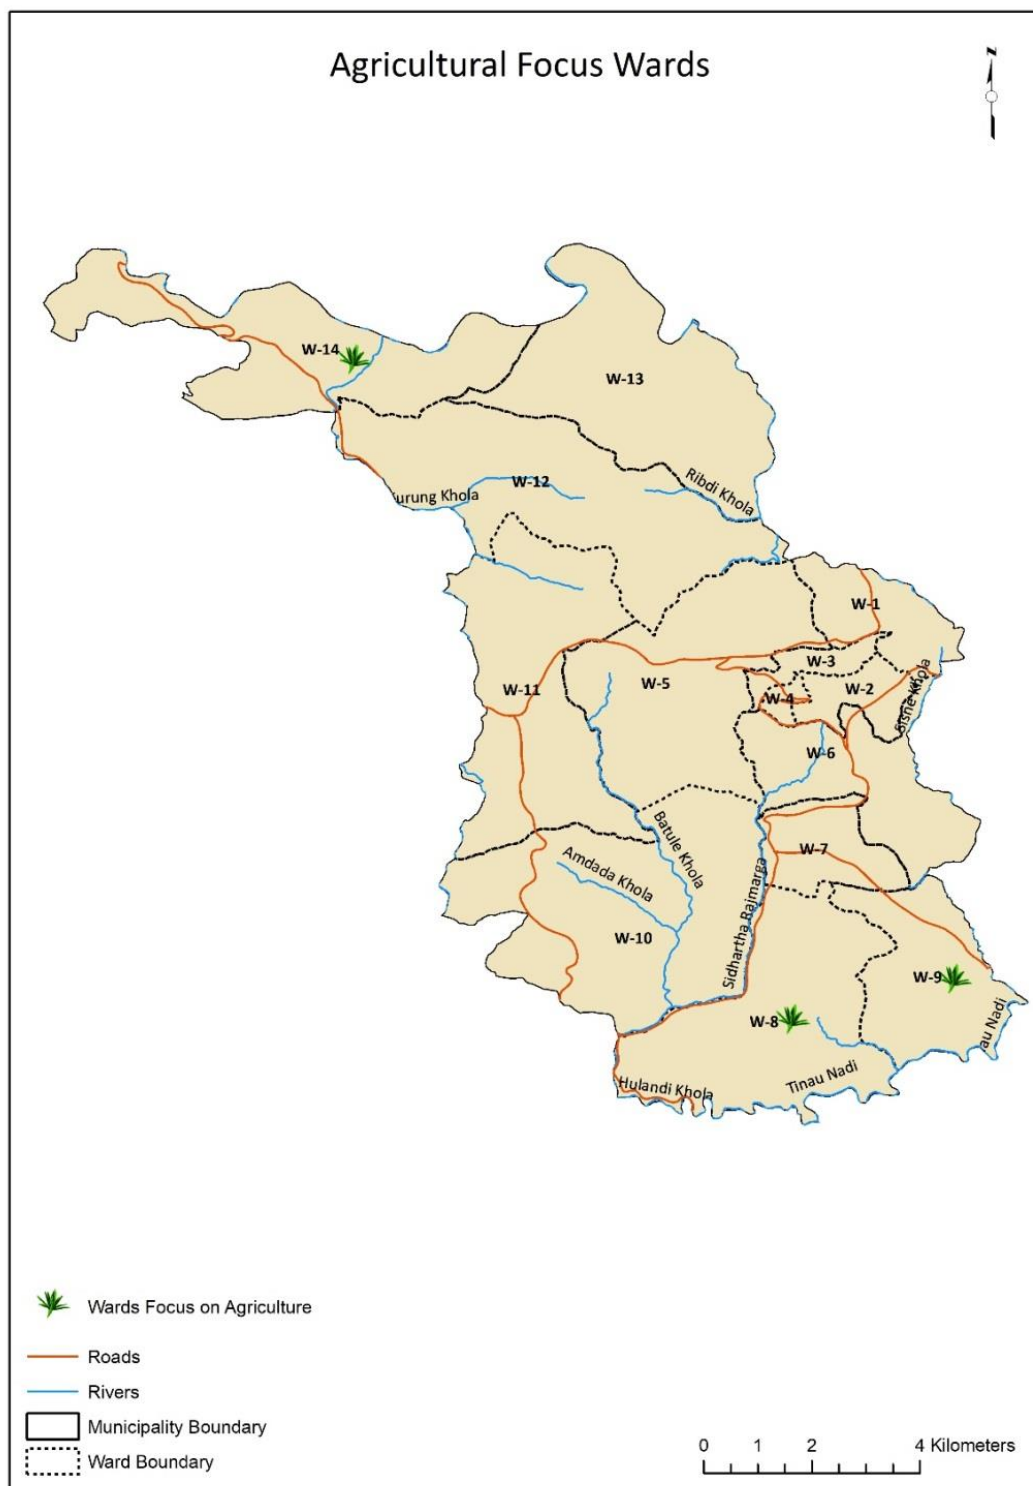 Agricultural Focus Wards
N
W-14
W-13
W-12
urung Khola
Ribdi Khola
W-1
W-3
W-5
W-4
W-2
W-11
Sisne Khola
W-6
Batule Khola
W-7
Amdada Khola
Sidhartha Rajmarga
W-10
W-9
W-8
au Nadi
Tinau Nadi
Hulandi Khola
Wards Focus on Agriculture
Roads
Rivers
Municipality Boundary
Ward Boundary
0 1 2 4 Kilometers